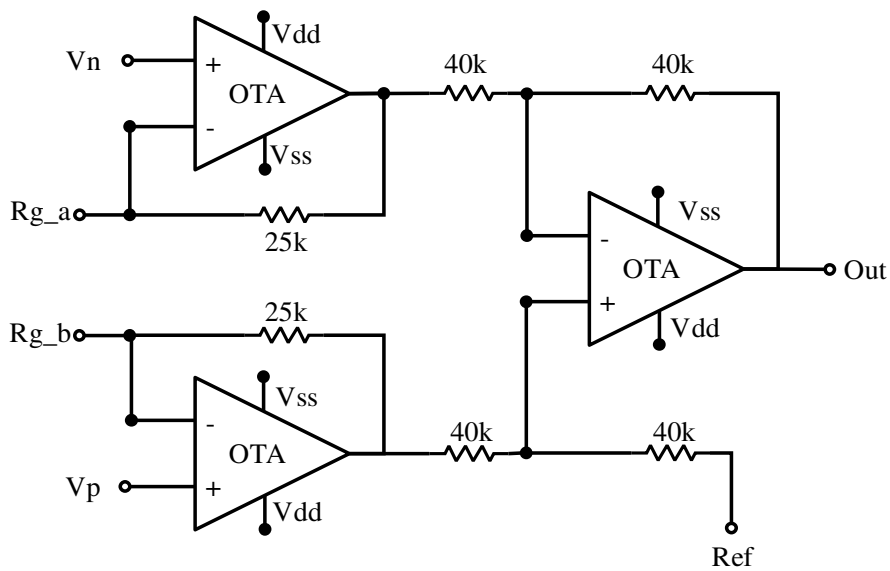 Vdd
Vn
+
OTA
-
Vss
40k
40k
Rg_a
25k
Vss
-
OTA
+
Vdd
Out
Rg_b
25k
Vss
-
OTA
+
Vdd
Vp
40k
40k
Ref